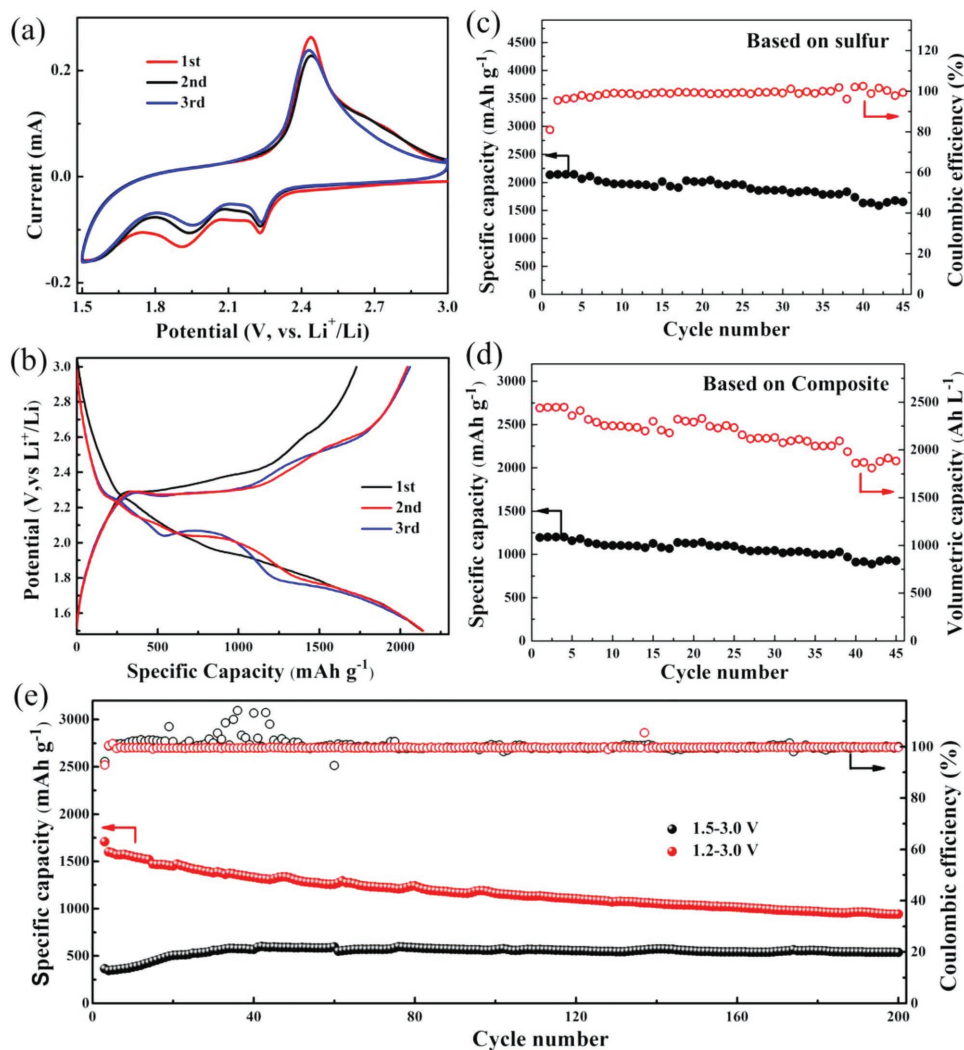 (a)
1st
2nd
3rd
0.2
0.0
-0.2
Current (mA)
1.5 1.8 2.1 2.4 2.7 3.0
Potential (V, vs. Li⁺/Li)
(c)
Based on sulfur
4500
4000
3500
3000
2500
2000
1500
1000
500
0
Specific capacity (mAh g⁻¹)
120
100
80
60
40
20
0
Coulombic efficiency (%)
0 5 10 15 20 25 30 35 40 45
Cycle number
(b)
3.0
2.8
2.6
2.4
2.2
2.0
1.8
1.6
Potential (V,vs Li⁺/Li)
1st
2nd
3rd
0 500 1000 1500 2000
Specific Capacity (mAh g⁻¹)
(d)
Based on Composite
3000
2500
2000
1500
1000
500
0
Specific capacity (mAh g⁻¹)
2500
2000
1500
1000
500
0
Volumetric capacity (Ah L⁻¹)
0 5 10 15 20 25 30 35 40 45
Cycle number
(e)
3000
2500
2000
1500
1000
500
0
Specific capacity (mAh g⁻¹)
1.5-3.0 V
1.2-3.0 V
100
80
60
40
20
0
Coulombic efficiency (%)
0 40 80 120 160 200
Cycle number